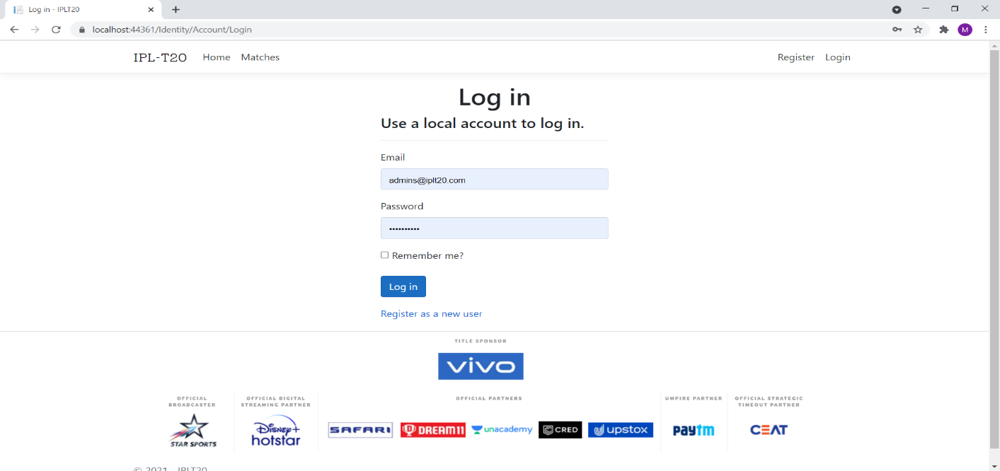 Log in - IPLT20
localhost:44361/Identity/Account/Login
M
IPL-T20 Home Matches Register Login
Log in
Use a local account to log in.
Email
admins@iplt20.com
Password
••••••••••
Remember me?
Log in
Register as a new user
TITLE SPONSOR
vivo
OFFICIAL
BROADCASTER
STAR SPORTS
OFFICIAL DIGITAL
STREAMING PARTNER
Disney+
hotstar
OFFICIAL PARTNERS
SAFARI DREAM11 unacademy CRED upstox
UMPIRE PARTNER
paytm
OFFICIAL STRATEGIC
TIMEOUT PARTNER
CEAT
© 2021 - IPLT20